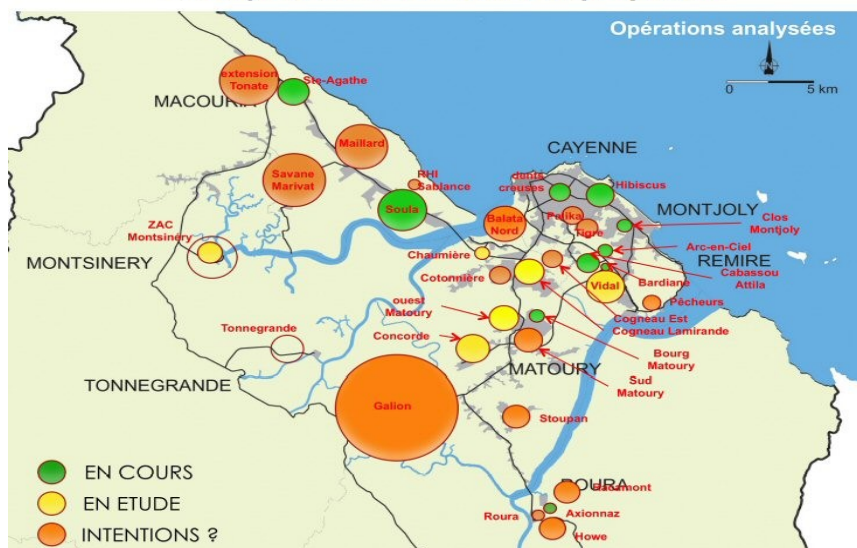 Opérations analysées
0 5 km
extension
Tonate
Ste-Agathe
MACOURIA
Maillard
CAYENNE
Savane
Marivat
RHI
Sablance
dents
creuses
Hibiscus
Soula
MONTJOLY
Balata
Nord
Palika
Tigre
Clos
Montjoly
ZAC
Montsinéry
Chaumière
Arc-en-Ciel
MONTSINERY
REMIRE
Cotonnière
Cabassou
Attila
Bardiane
Vidal
Pêcheurs
ouest
Matoury
Cogneau Est
Cogneau Lamirande
Tonnegrande
Concorde
Bourg
Matoury
MATOURY
Sud
Matoury
TONNEGRANDE
Galion
Stoupan
EN COURS
EN ETUDE
INTENTIONS ?
ROURA
Roura
Axionnaz
Howe